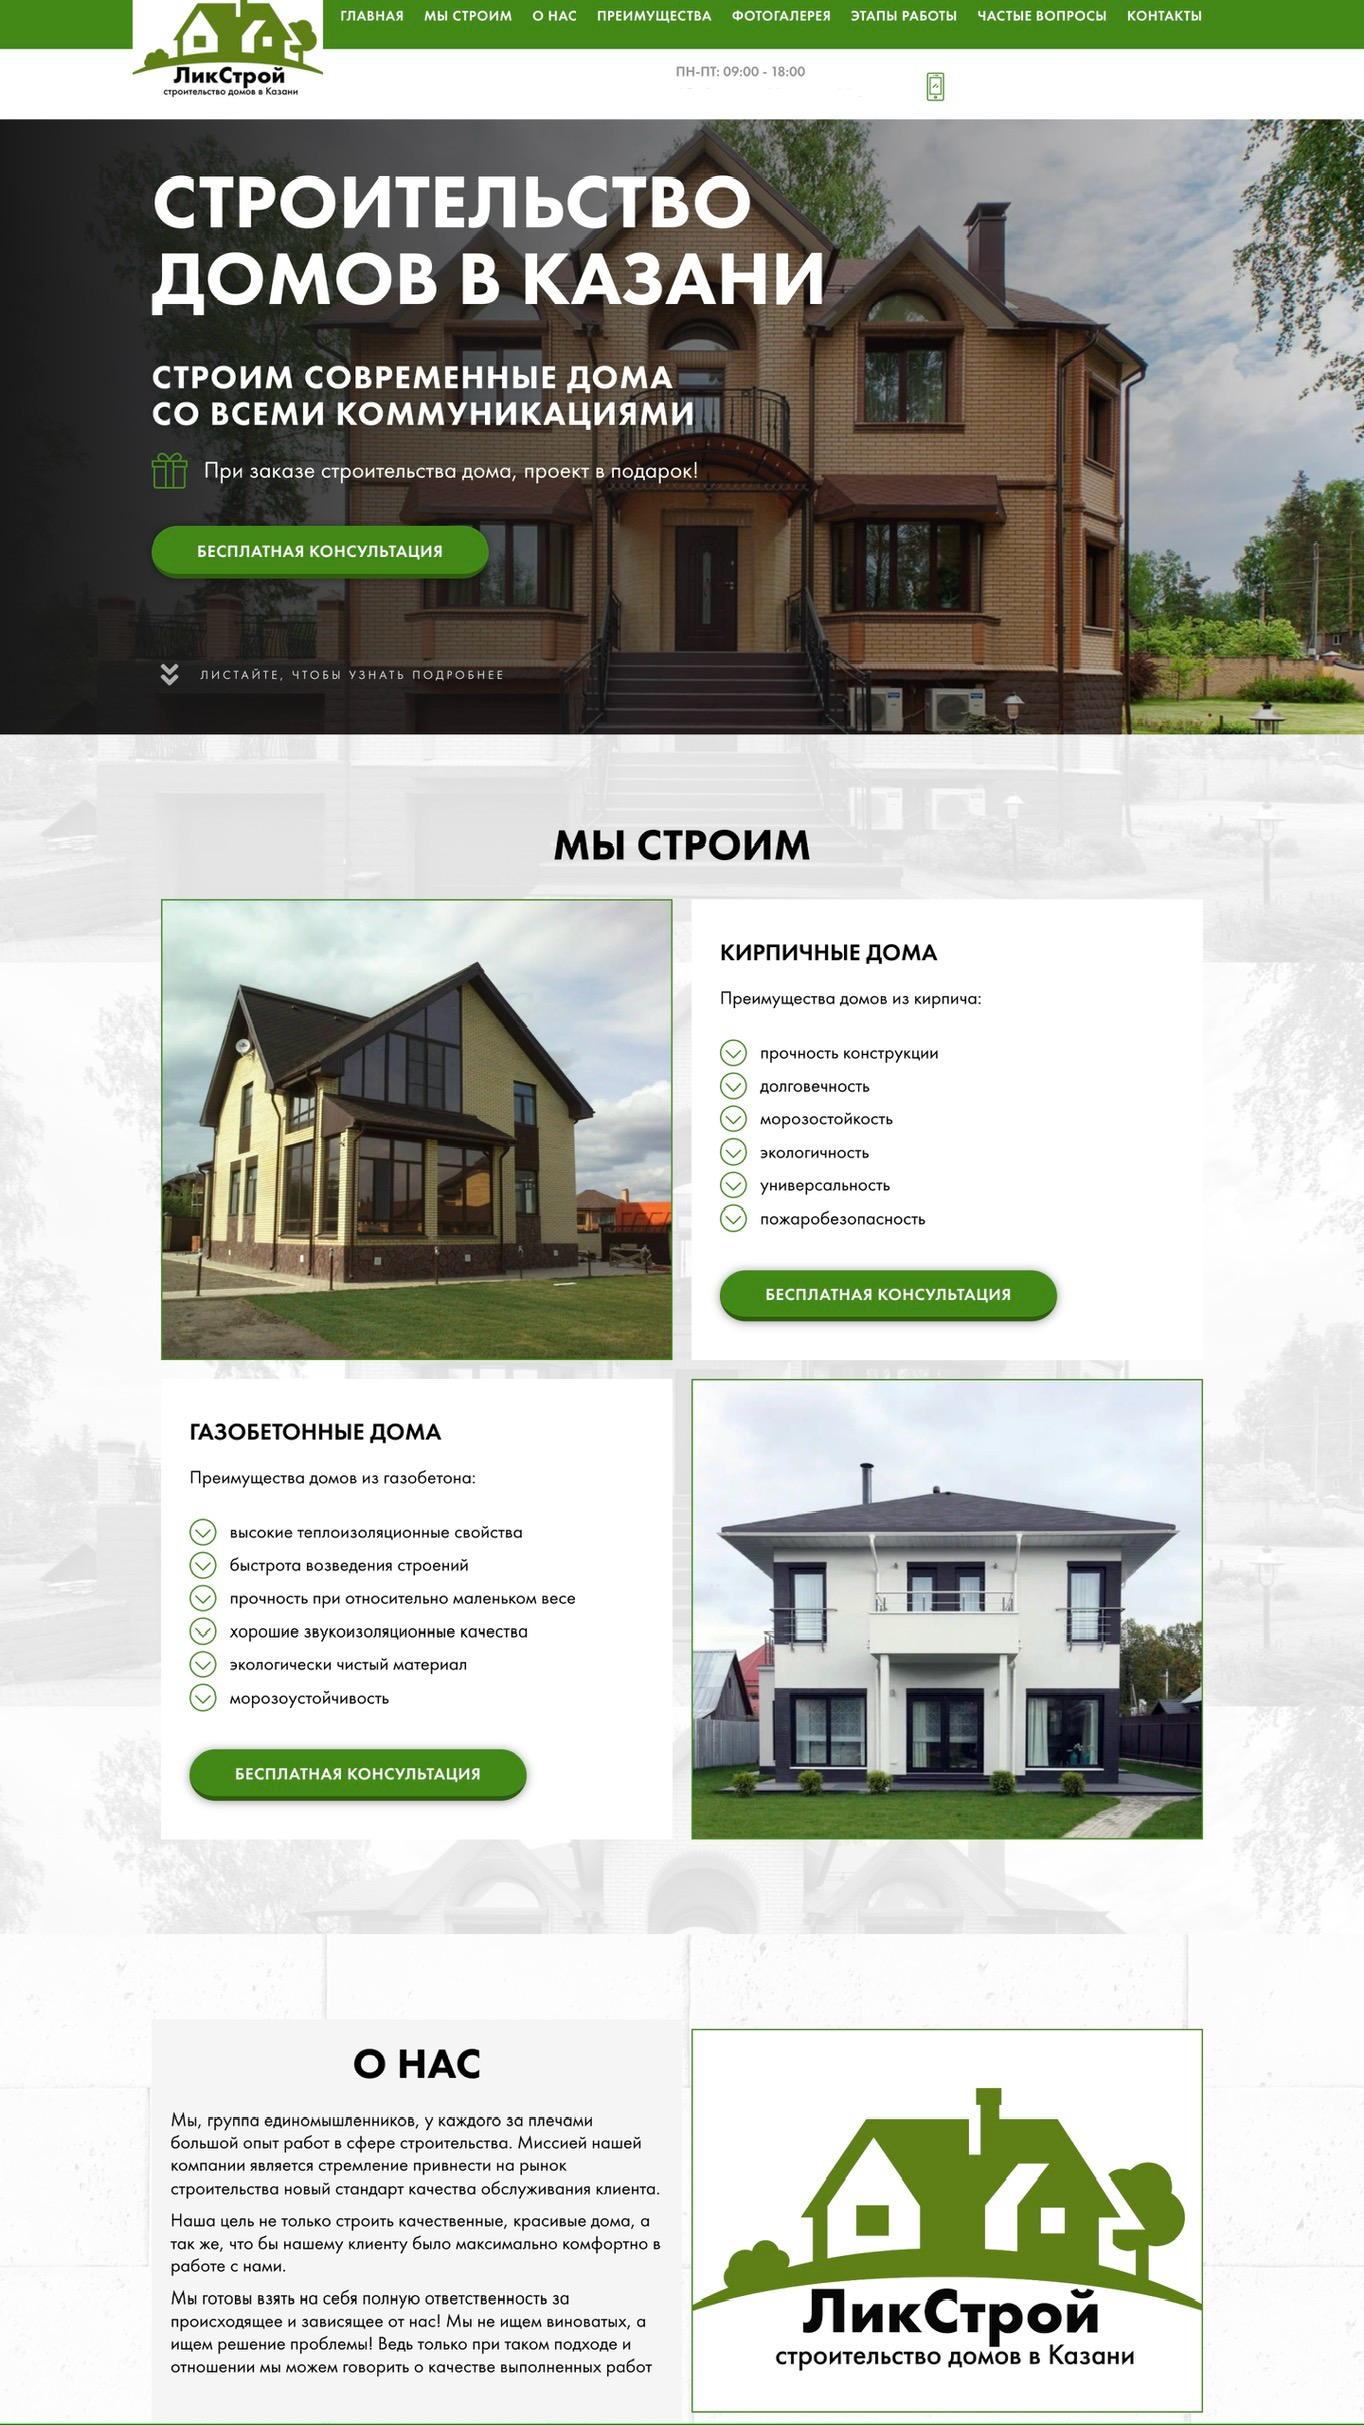 ГЛАВНАЯ МЫ СТРОИМ О НАС ПРЕИМУЩЕСТВА ФОТОГАЛЕРЕЯ ЭТАПЫ РАБОТЫ ЧАСТЫЕ ВОПРОСЫ КОНТАКТЫ
ЛикСтрой
строительство домов в Казани
ПН-ПТ: 09:00 - 18:00
СТРОИТЕЛЬСТВО
ДОМОВ В КАЗАНИ
СТРОИМ СОВРЕМЕННЫЕ ДОМА
СО ВСЕМИ КОММУНИКАЦИЯМИ
При заказе строительства дома, проект в подарок!
БЕСПЛАТНАЯ КОНСУЛЬТАЦИЯ
ЛИСТАЙТЕ, ЧТОБЫ УЗНАТЬ ПОДРОБНЕЕ
МЫ СТРОИМ
КИРПИЧНЫЕ ДОМА
Преимущества домов из кирпича:
прочность конструкции
долговечность
морозостойкость
экологичность
универсальность
пожаробезопасность
БЕСПЛАТНАЯ КОНСУЛЬТАЦИЯ
ГАЗОБЕТОННЫЕ ДОМА
Преимущества домов из газобетона:
высокие теплоизоляционные свойства
быстрота возведения строений
прочность при относительно маленьком весе
хорошие звукоизоляционные качества
экологически чистый материал
морозоустойчивость
БЕСПЛАТНАЯ КОНСУЛЬТАЦИЯ
О НАС
Мы, группа единомышленников, у каждого за плечами
большой опыт работ в сфере строительства. Миссией нашей
компании является стремление привнести на рынок
строительства новый стандарт качества обслуживания клиента.
Наша цель не только строить качественные, красивые дома, а
так же, что бы нашему клиенту было максимально комфортно в
работе с нами.
Мы готовы взять на себя полную ответственность за
происходящее и зависящее от нас! Мы не ищем виноватых, а
ищем решение проблемы! Ведь только при таком подходе и
отношении мы можем говорить о качестве выполненных работ
ЛикСтрой
строительство домов в Казани